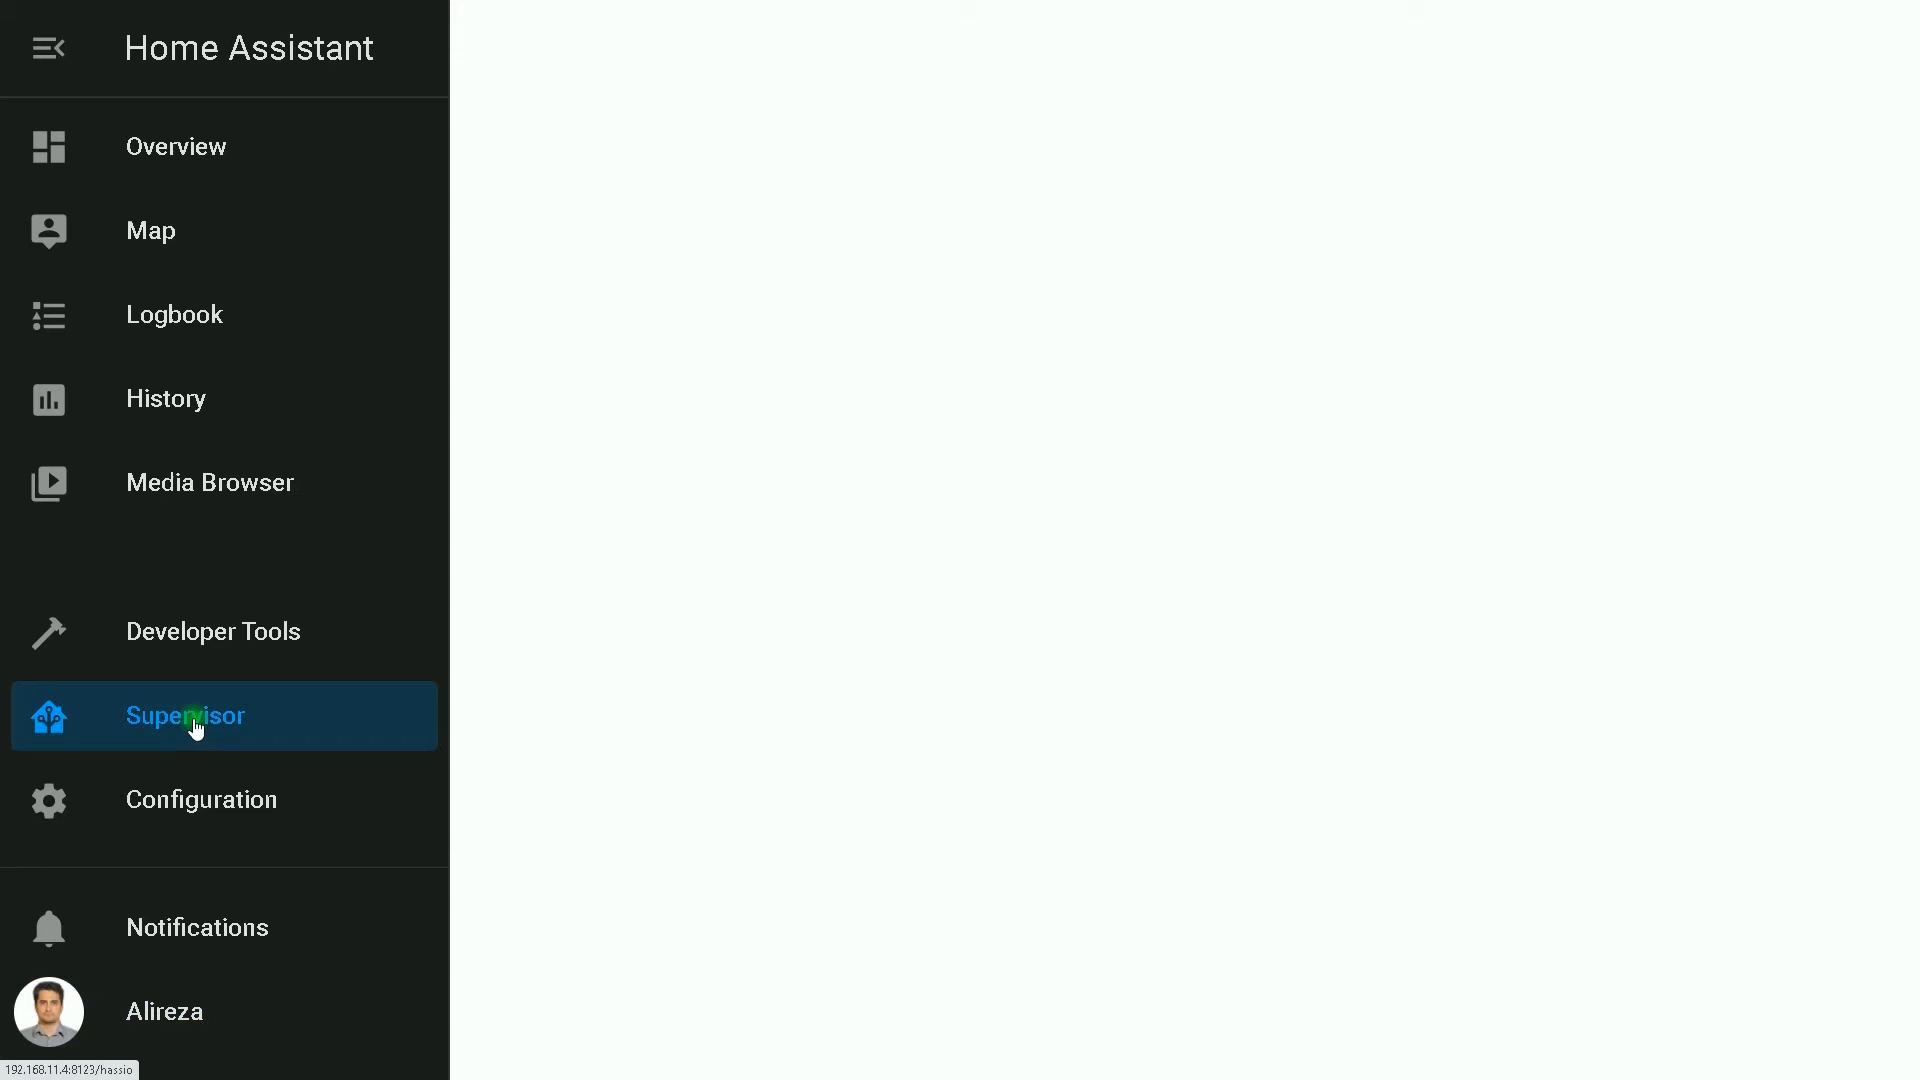 Home Assistant
Overview
Map
Logbook
History
Media Browser
Developer Tools
Supervisor
Configuration
Notifications
Alireza
192.168.11.4:8123/hassio